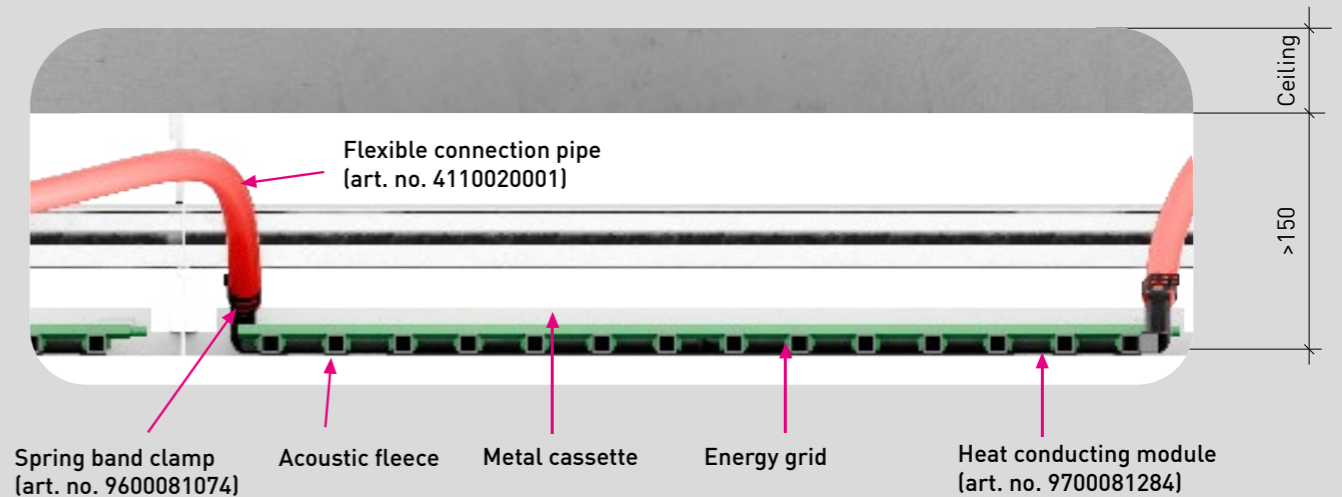 Ceiling
Flexible connection pipe
(art. no. 4110020001)
>150
Spring band clamp
(art. no. 9600081074)
Acoustic fleece
Metal cassette
Energy grid
Heat conducting module
(art. no. 9700081284)